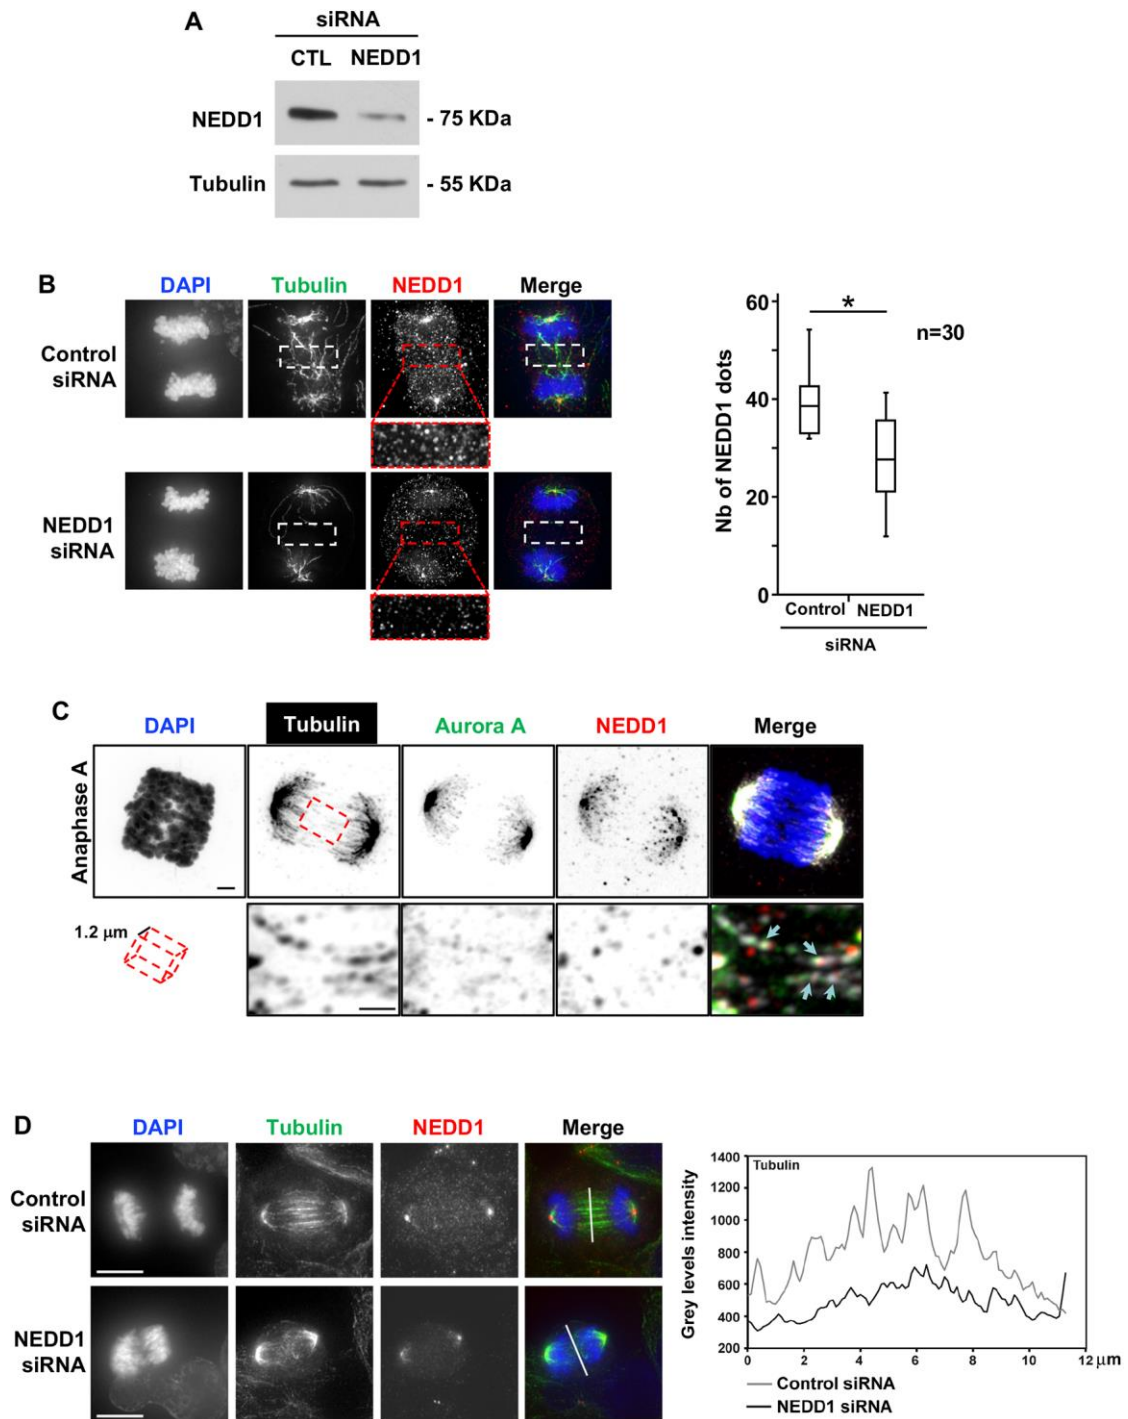 A
siRNA
CTL NEDD1
NEDD1 - 75 KDa
Tubulin - 55 KDa
B
DAPI Tubulin NEDD1 Merge
Control
siRNA
NEDD1
siRNA
60
40
20
0
Nb of NEDD1 dots
*
n=30
Control NEDD1
siRNA
C
DAPI Tubulin Aurora A NEDD1 Merge
Anaphase A
1.2 μm
D
DAPI Tubulin NEDD1 Merge
Control
siRNA
NEDD1
siRNA
Tubulin
1400
1200
1000
800
600
400
200
Grey levels intensity
0 2 4 6 8 10 12 μm
Control siRNA
NEDD1 siRNA